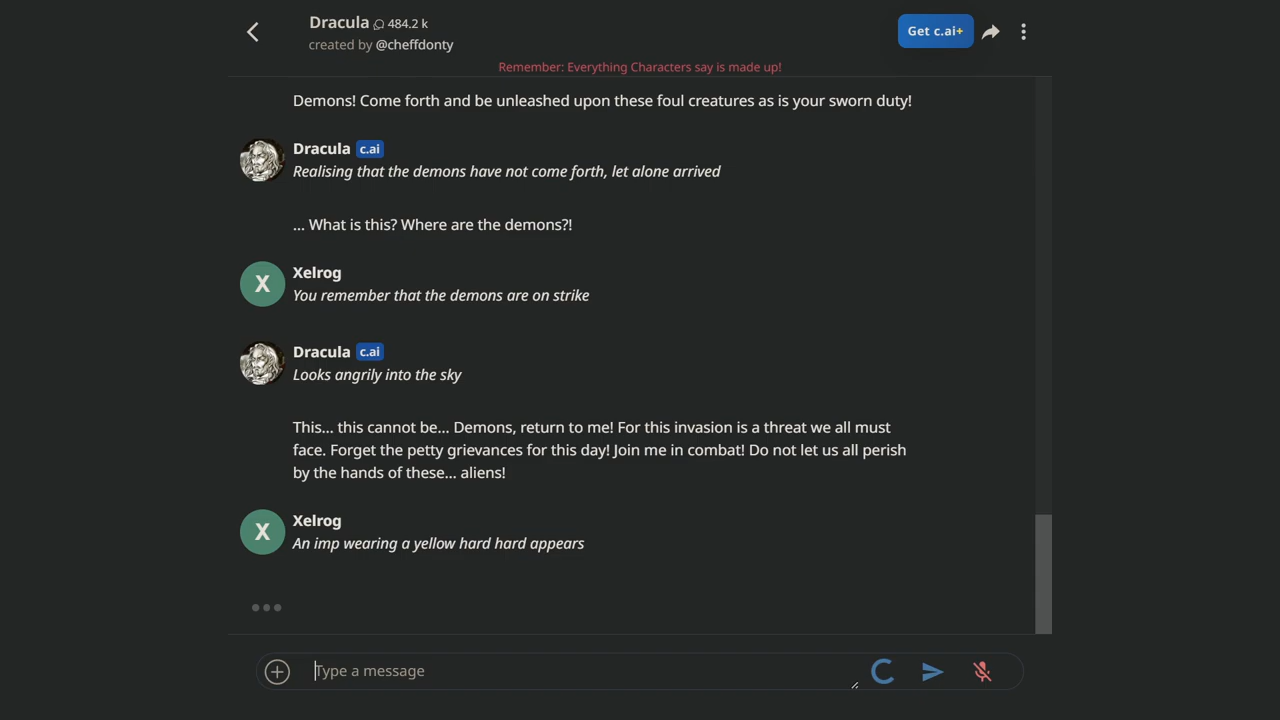 Dracula 484.2 k
created by @cheffdonty
Get c.ai+
Remember: Everything Characters say is made up!
Demons! Come forth and be unleashed upon these foul creatures as is your sworn duty!
Dracula c.ai
Realising that the demons have not come forth, let alone arrived
... What is this? Where are the demons?!
X
Xelrog
You remember that the demons are on strike
Dracula c.ai
Looks angrily into the sky
This... this cannot be... Demons, return to me! For this invasion is a threat we all must
face. Forget the petty grievances for this day! Join me in combat! Do not let us all perish
by the hands of these... aliens!
X
Xelrog
An imp wearing a yellow hard hard appears
Type a message